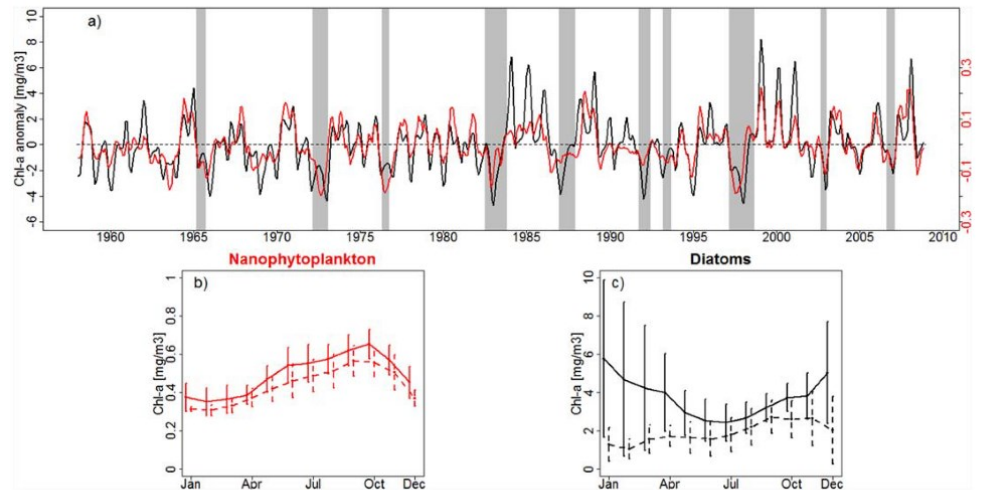 a)
Chl-a anomaly [mg/m3]
10
8
6
4
2
0
-2
-4
-6
0.3
0.1
-0.1
-0.3
1960 1965 1970 1975 1980 1985 1990 1995 2000 2005 2010
Nanophytoplankton
b)
Chl-a [mg/m3]
1
0.8
0.6
0.4
0.2
0
Jan Apr Jul Oct Dec
Diatoms
c)
Chl-a [mg/m3]
10
8
6
4
2
0
Jan Apr Jul Oct Dec